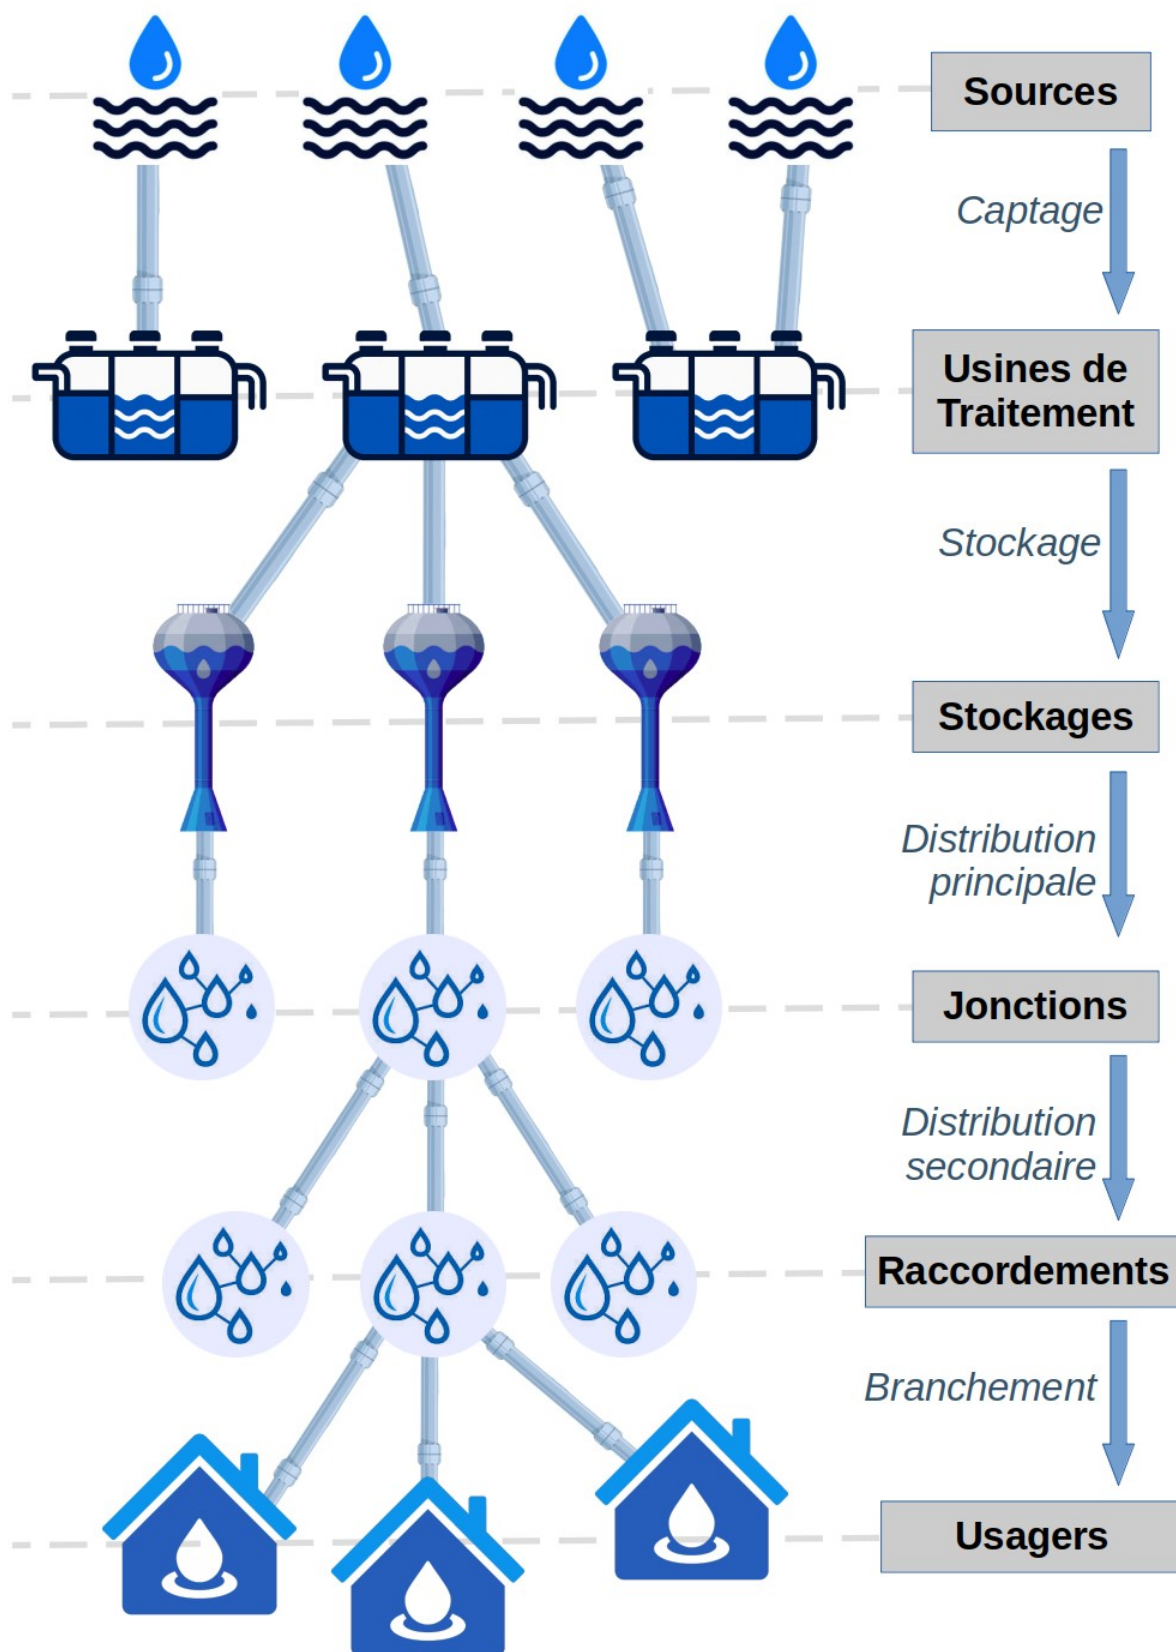 Sources
Captage
Usines de
Traitement
Stockage
Stockages
Distribution
principale
Jonctions
Distribution
secondaire
Raccordements
Branchement
Usagers